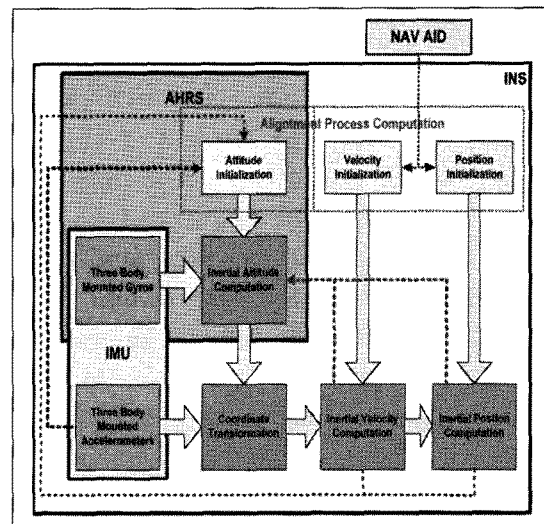 NAV AID
INS
AHRS
Alignment Process Computation
Attitude
Initialization
Velocity
Initialization
Position
Initialization
Three Body
Mounted Gyros
Inertial Attitude
Computation
IMU
Three Body
Mounted
Accelerometers
Coordinate
Transformation
Inertial Velocity
Computation
Inertial Position
Computation